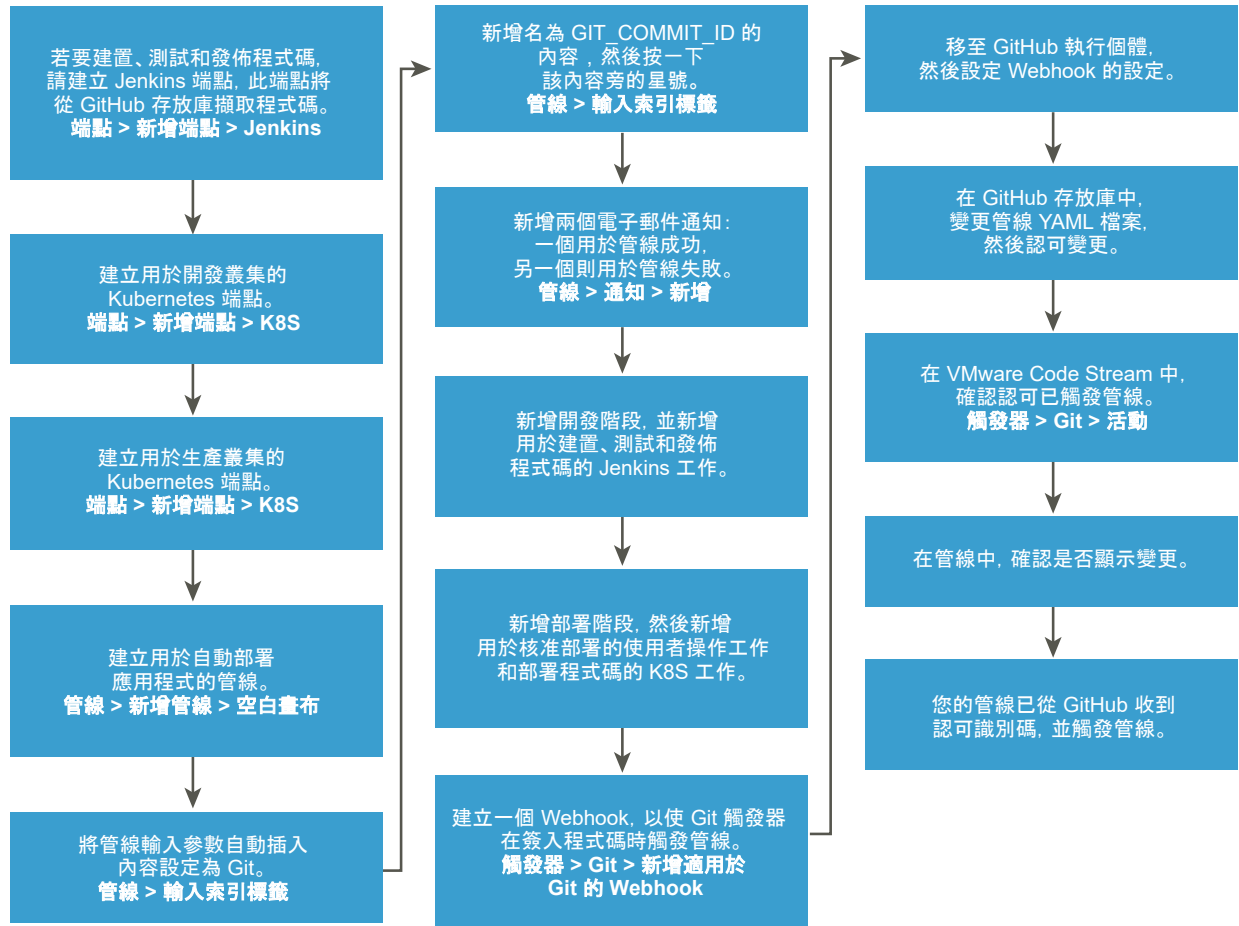 若要建置、測試和發佈程式碼,
請建立 Jenkins 端點, 此端點將
從 GitHub 存放庫擷取程式碼。
端點 > 新增端點 > Jenkins
建立用於開發叢集的
Kubernetes 端點。
端點 > 新增端點 > K8S
建立用於生產叢集的
Kubernetes 端點。
端點 > 新增端點 > K8S
建立用於自動部署
應用程式的管線。
管線 > 新增管線 > 空白畫布
將管線輸入參數自動插入
內容設定為 Git。
管線 > 輸入索引標籤
新增名為 GIT_COMMIT_ID 的
內容 , 然後按一下
該內容旁的星號。
管線 > 輸入索引標籤
新增兩個電子郵件通知:
一個用於管線成功,
另一個則用於管線失敗。
管線 > 通知 > 新增
新增開發階段, 並新增
用於建置、測試和發佈
程式碼的 Jenkins 工作。
新增部署階段, 然後新增
用於核准部署的使用者操作工作
和部署程式碼的 K8S 工作。
建立一個 Webhook, 以使 Git 觸發器
在簽入程式碼時觸發管線。
觸發器 > Git > 新增適用於
Git 的 Webhook
移至 GitHub 執行個體,
然後設定 Webhook 的設定。
在 GitHub 存放庫中,
變更管線 YAML 檔案,
然後認可變更。
在 VMware Code Stream 中,
確認認可已觸發管線。
觸發器 > Git > 活動
在管線中, 確認是否顯示變更。
您的管線已從 GitHub 收到
認可識別碼, 並觸發管線。